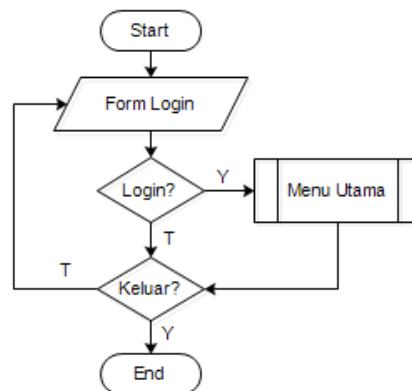 Start
Form Login
Login?
Y
Menu Utama
T
T
Keluar?
Y
End